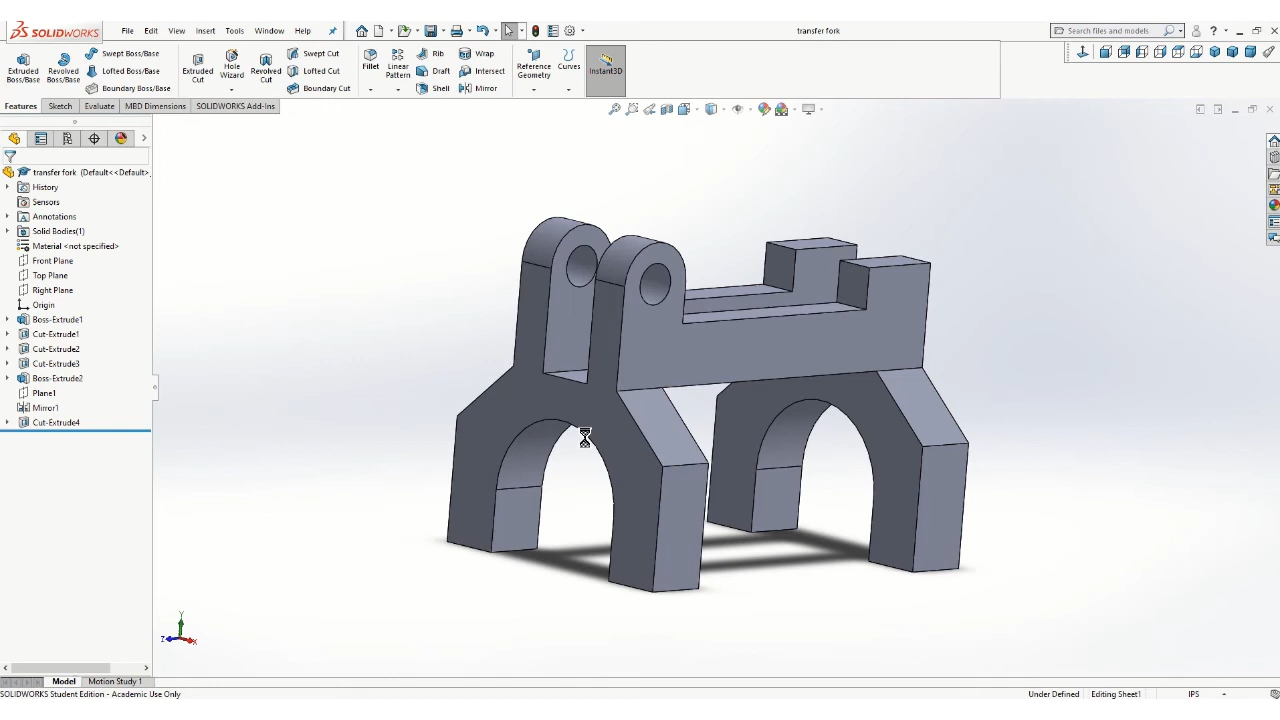 SOLIDWORKS
File
Edit
View
Insert
Tools
Window
Help
transfer fork
Search files and models
Extruded Boss/Base
Revolved Boss/Base
Swept Boss/Base
Lofted Boss/Base
Boundary Boss/Base
Extruded Cut
Hole Wizard
Revolved Cut
Swept Cut
Lofted Cut
Boundary Cut
Fillet
Linear Pattern
Rib
Draft
Shell
Wrap
Intersect
Mirror
Reference Geometry
Curves
Instant3D
Features
Sketch
Evaluate
MBD Dimensions
SOLIDWORKS Add-Ins
transfer fork (Default<<Default>
History
Sensors
Annotations
Solid Bodies(1)
Material <not specified>
Front Plane
Top Plane
Right Plane
Origin
Boss-Extrude1
Cut-Extrude1
Cut-Extrude2
Cut-Extrude3
Boss-Extrude2
Plane1
Mirror1
Cut-Extrude4
Y
Z
X
Model
Motion Study 1
SOLIDWORKS Student Edition - Academic Use Only
Under Defined
Editing Sheet1
IPS